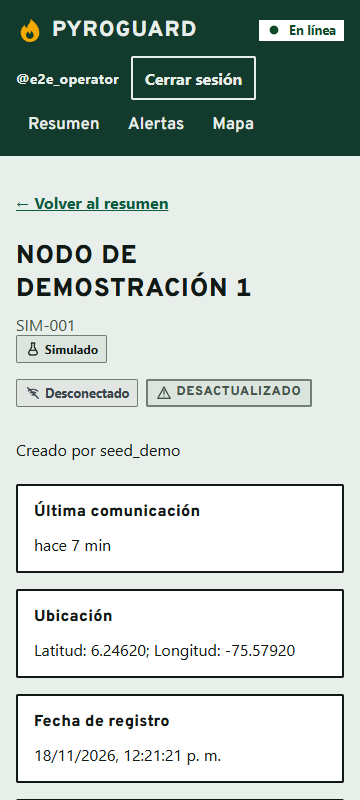 PYROGUARD
En línea
@e2e_operator
Cerrar sesión
Resumen Alertas Mapa
← Volver al resumen
NODO DE
DEMOSTRACIÓN 1
SIM-001
Simulado
Desconectado
DESACTUALIZADO
Creado por seed_demo
Última comunicación
hace 7 min
Ubicación
Latitud: 6.24620; Longitud: -75.57920
Fecha de registro
18/11/2026, 12:21:21 p. m.